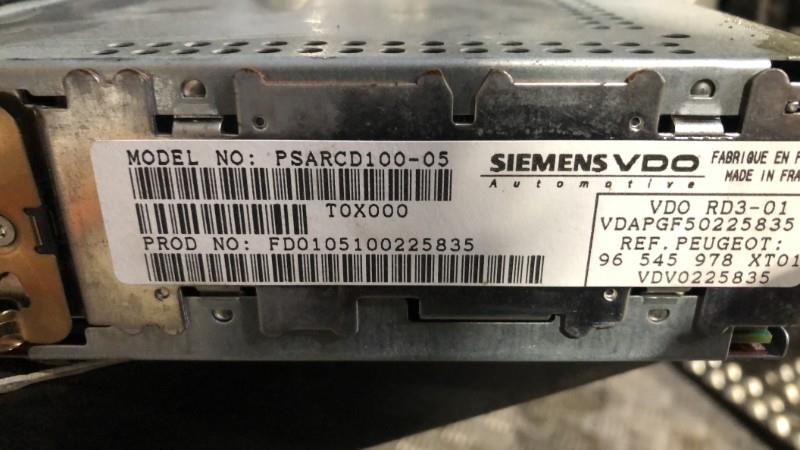 MODEL NO: PSARCD100-05
T0X000
PROD NO: FD0105100225835
SIEMENS VDO
Automotive
FABRIQUE EN F
MADE IN FRA
VDO RD3-01
VDAPGF50225835
REF. PEUGEOT:
96 545 978 XT01
VDV0225835